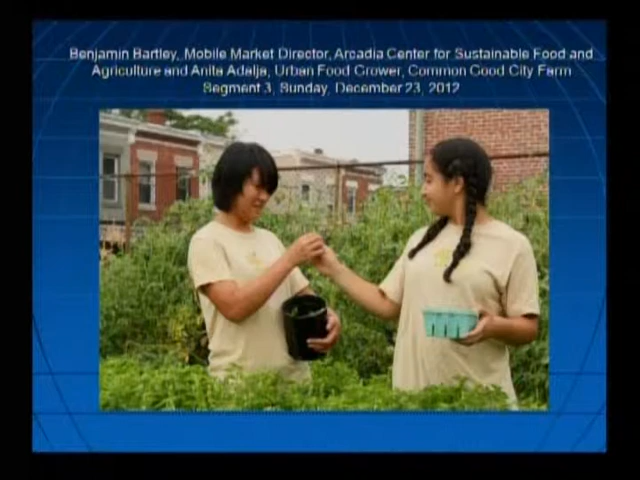 Benjamin Bartley, Mobile Market Director, Arcadia Center for Sustainable Food and
Agriculture and Anita Adalja, Urban Food Grower, Common Good City Farm
Segment 3, Sunday, December 23, 2012